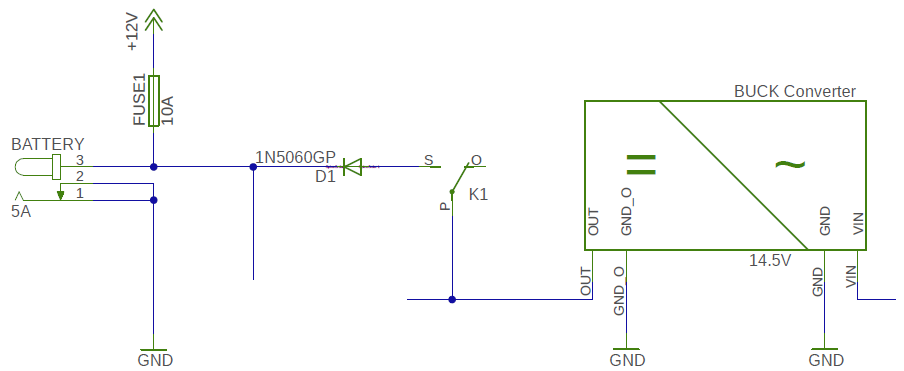 +12V
FUSE1
10A
BUCK Converter
BATTERY
3
2
1
5A
1N5060GP
D1
S
O
K1
P
OUT
GND_O
GND
VIN
14.5V
OUT
GND_O
GND
VIN
GND
GND
GND